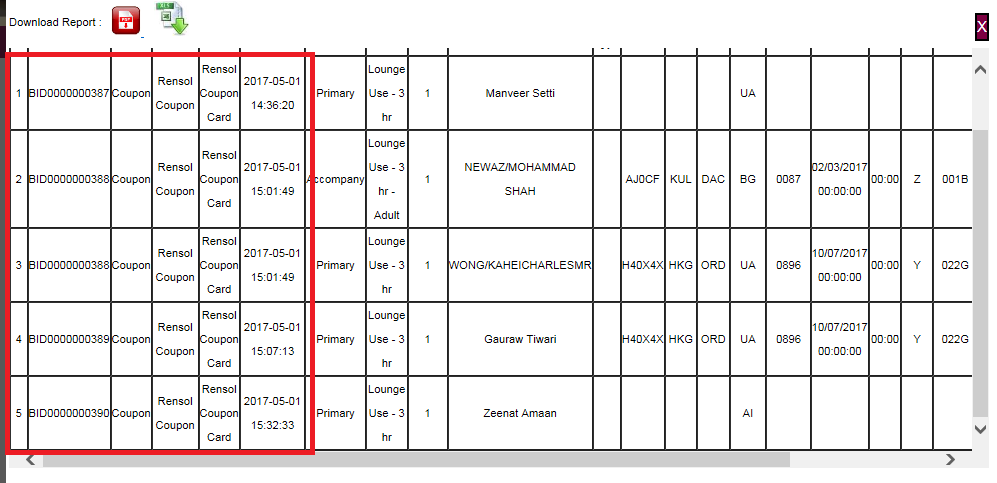 Download Report :
PDF
XLS
X
1 BID0000000387 Coupon Rensol Coupon Rensol Coupon Card 2017-05-01 14:36:20 Primary Lounge Use - 3 hr 1 Manveer Setti UA
2 BID0000000388 Coupon Rensol Coupon Rensol Coupon Card 2017-05-01 15:01:49 Accompany Lounge Use - 3 hr - Adult 1 NEWAZ/MOHAMMAD SHAH AJ0CF KUL DAC BG 0087 02/03/2017 00:00:00 00:00 Z 001B
3 BID0000000388 Coupon Rensol Coupon Rensol Coupon Card 2017-05-01 15:01:49 Primary Lounge Use - 3 hr 1 WONG/KAHEICHARLESMR H40X4X HKG ORD UA 0896 10/07/2017 00:00:00 00:00 Y 022G
4 BID0000000389 Coupon Rensol Coupon Rensol Coupon Card 2017-05-01 15:07:13 Primary Lounge Use - 3 hr 1 Gauraw Tiwari H40X4X HKG ORD UA 0896 10/07/2017 00:00:00 00:00 Y 022G
5 BID0000000390 Coupon Rensol Coupon Rensol Coupon Card 2017-05-01 15:32:33 Primary Lounge Use - 3 hr 1 Zeenat Amaan AI